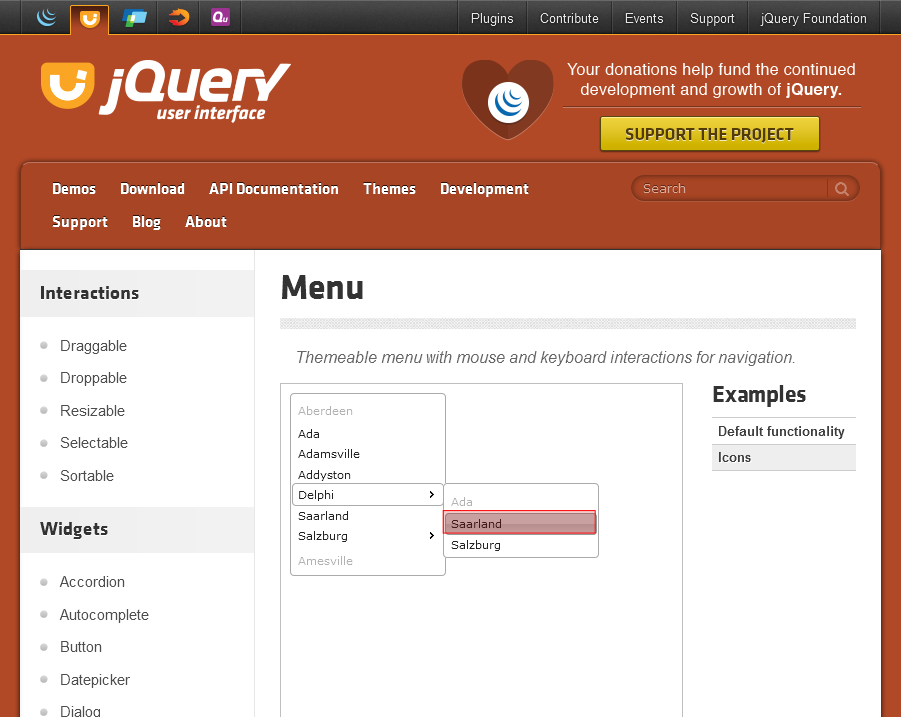 Qu
Plugins
Contribute
Events
Support
jQuery Foundation
jQuery
user interface
Your donations help fund the continued
development and growth of jQuery.
SUPPORT THE PROJECT
Demos
Download
API Documentation
Themes
Development
Search
Support
Blog
About
Interactions
Draggable
Droppable
Resizable
Selectable
Sortable
Widgets
Accordion
Autocomplete
Button
Datepicker
Dialog
Menu
Themeable menu with mouse and keyboard interactions for navigation.
Aberdeen
Ada
Adamsville
Addyston
Delphi
Saarland
Salzburg
Amesville
Ada
Saarland
Salzburg
Examples
Default functionality
Icons